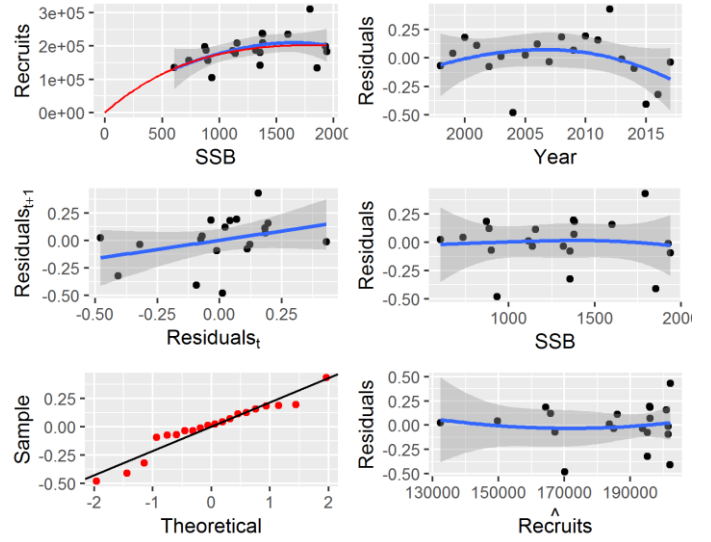 Recruits
3e+05
2e+05
1e+05
0e+00
0
500
1000
1500
2000
SSB
Residuals
0.25
0.00
-0.25
-0.50
2000
2005
2010
2015
Year
Residualst+1
0.25
0.00
-0.25
-0.50
-0.50
-0.25
0.00
0.25
Residualst
Residuals
0.25
0.00
-0.25
-0.50
1000
1500
2000
SSB
Sample
0.25
0.00
-0.25
-0.50
-2
-1
0
1
2
Theoretical
Residuals
0.50
0.25
0.00
-0.25
-0.50
130000
150000
170000
190000
^
Recruits